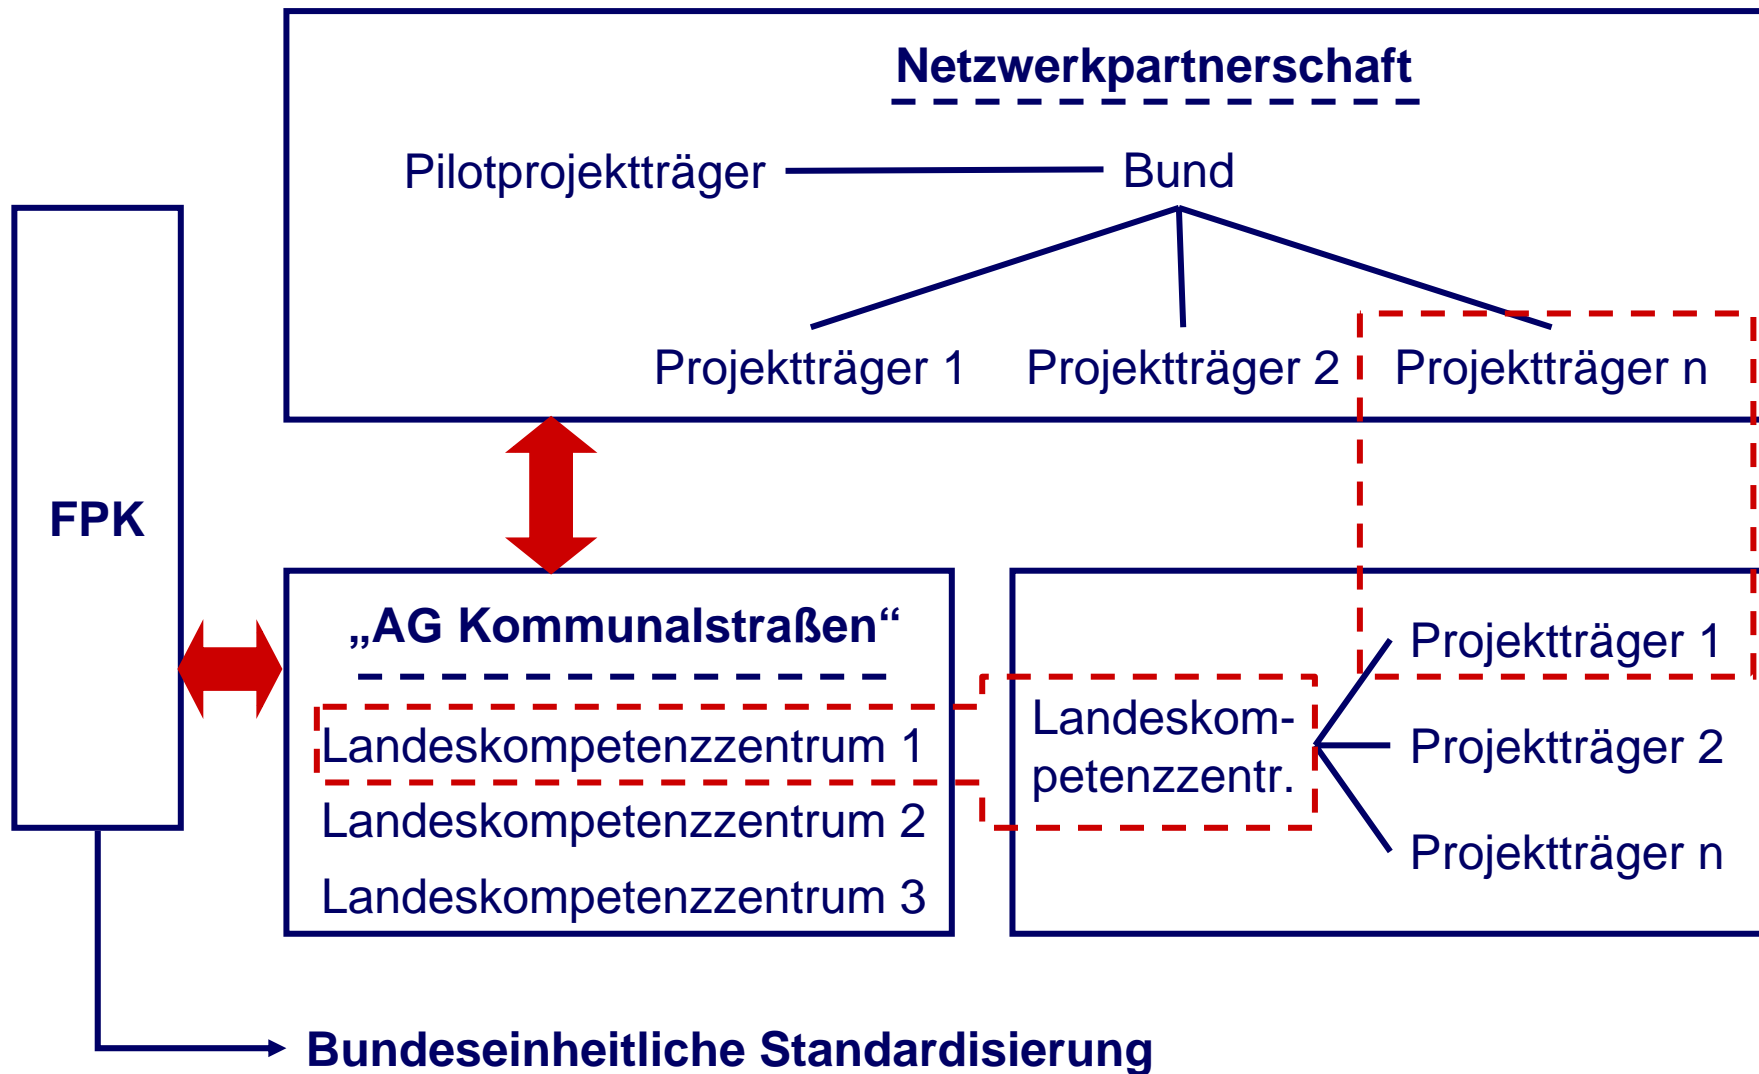 Netzwerkpartnerschaft
Pilotprojektträger
Bund
Projektträger 1
Projektträger 2
Projektträger n
FPK
„AG Kommunalstraßen“
Landeskompetenzzentrum 1
Landeskompetenzzentrum 2
Landeskompetenzzentrum 3
Landeskom-
petenzzentr.
Projektträger 1
Projektträger 2
Projektträger n
Bundeseinheitliche Standardisierung